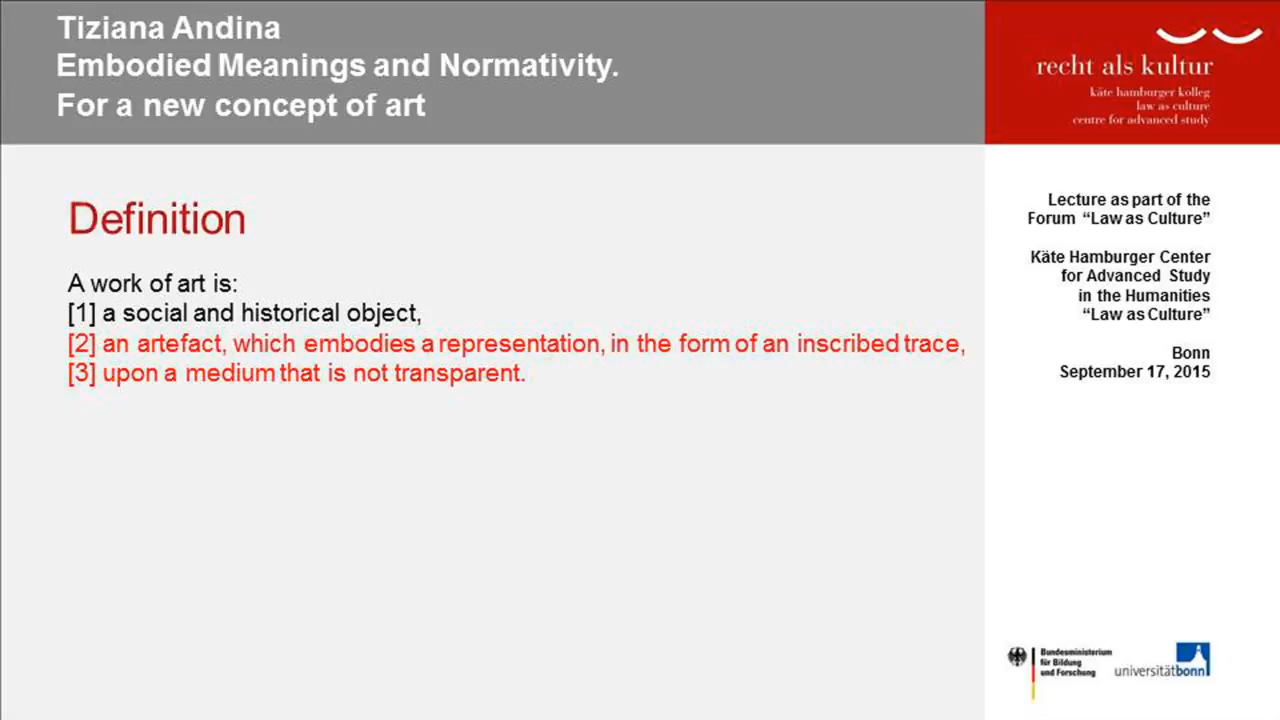 Tiziana Andina
Embodied Meanings and Normativity.
For a new concept of art
recht als kultur
käte hamburger kolleg
law as culture
centre for advanced study
Definition
A work of art is:
[1] a social and historical object,
[2] an artefact, which embodies a representation, in the form of an inscribed trace,
[3] upon a medium that is not transparent.
Lecture as part of the
Forum “Law as Culture”
Käte Hamburger Center
for Advanced Study
in the Humanities
“Law as Culture”
Bonn
September 17, 2015
Bundesministerium
für Bildung
und Forschung
universitätbonn